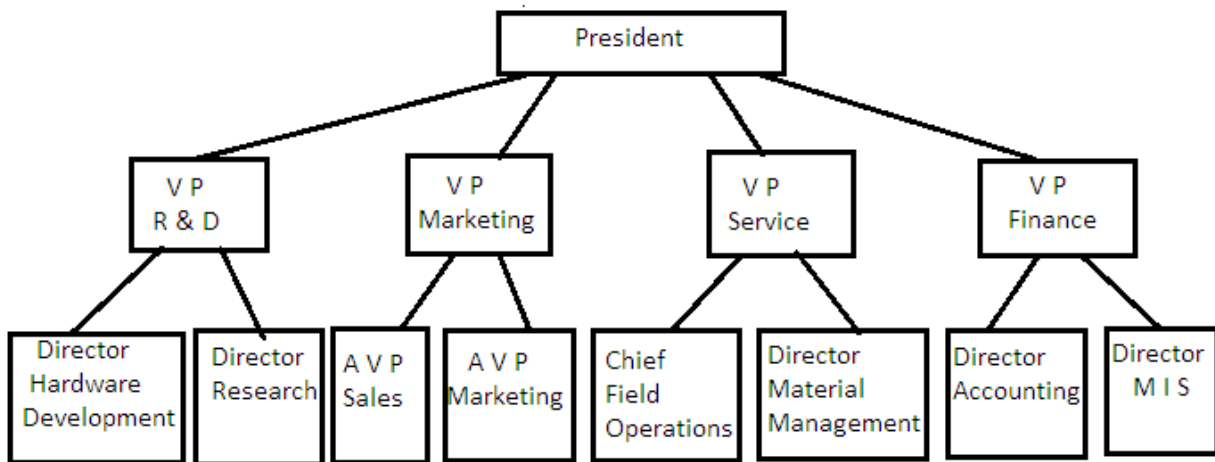 President
V P
R & D
V P
Marketing
V P
Service
V P
Finance
Director
Hardware
Development
Director
Research
A V P
Sales
A V P
Marketing
Chief
Field
Operations
Director
Material
Management
Director
Accounting
Director
M I S